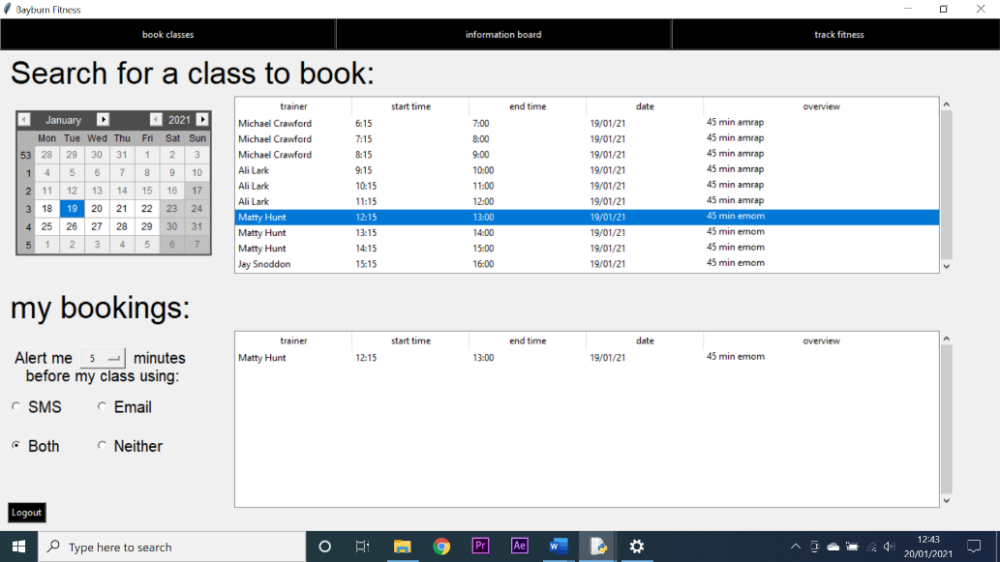 Bayburn Fitness
book classes information board track fitness
Search for a class to book:
January 2021
Mon Tue Wed Thu Fri Sat Sun
53 28 29 30 31 1 2 3
1 4 5 6 7 8 9 10
2 11 12 13 14 15 16 17
3 18 19 20 21 22 23 24
4 25 26 27 28 29 30 31
5 1 2 3 4 5 6 7
trainer start time end time date overview
Michael Crawford 6:15 7:00 19/01/21 45 min amrap
Michael Crawford 7:15 8:00 19/01/21 45 min amrap
Michael Crawford 8:15 9:00 19/01/21 45 min amrap
Ali Lark 9:15 10:00 19/01/21 45 min amrap
Ali Lark 10:15 11:00 19/01/21 45 min amrap
Ali Lark 11:15 12:00 19/01/21 45 min amrap
Matty Hunt 12:15 13:00 19/01/21 45 min emom
Matty Hunt 13:15 14:00 19/01/21 45 min emom
Matty Hunt 14:15 15:00 19/01/21 45 min emom
Jay Snoddon 15:15 16:00 19/01/21 45 min emom
my bookings:
Alert me 5 minutes
before my class using:
SMS Email
Both Neither
trainer start time end time date overview
Matty Hunt 12:15 13:00 19/01/21 45 min emom
Logout
Type here to search
Pr Ae W
12:43
20/01/2021